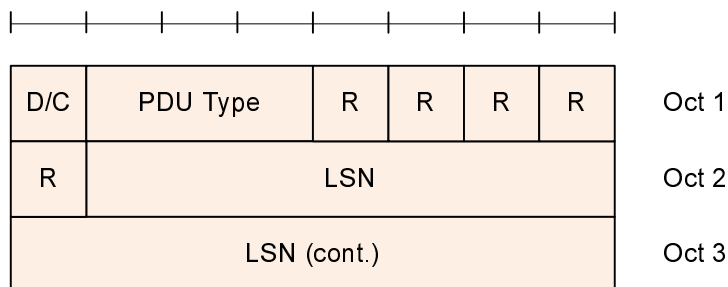 D/C PDU Type R R R R Oct 1
R LSN Oct 2
LSN (cont.) Oct 3